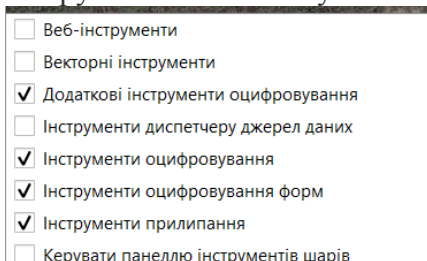 Веб-інструменти
Векторні інструменти
Додаткові інструменти оцифровування
Інструменти диспетчеру джерел даних
Інструменти оцифровування
Інструменти оцифровування форм
Інструменти прилипання
Керувати панеллю інструментів шарів